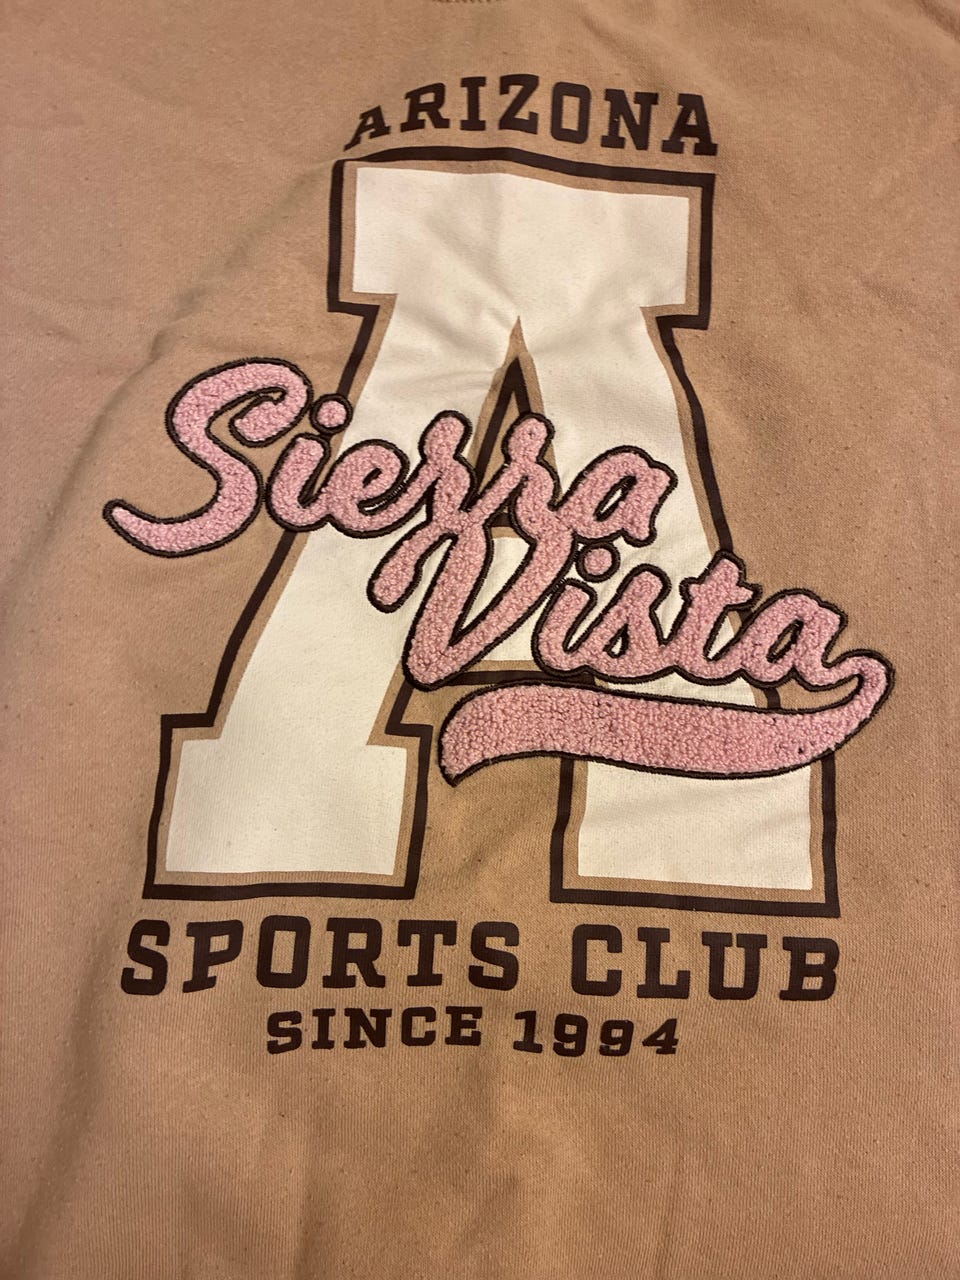 ARIZONA
A
Sierra
Vista
SPORTS CLUB
SINCE 1994